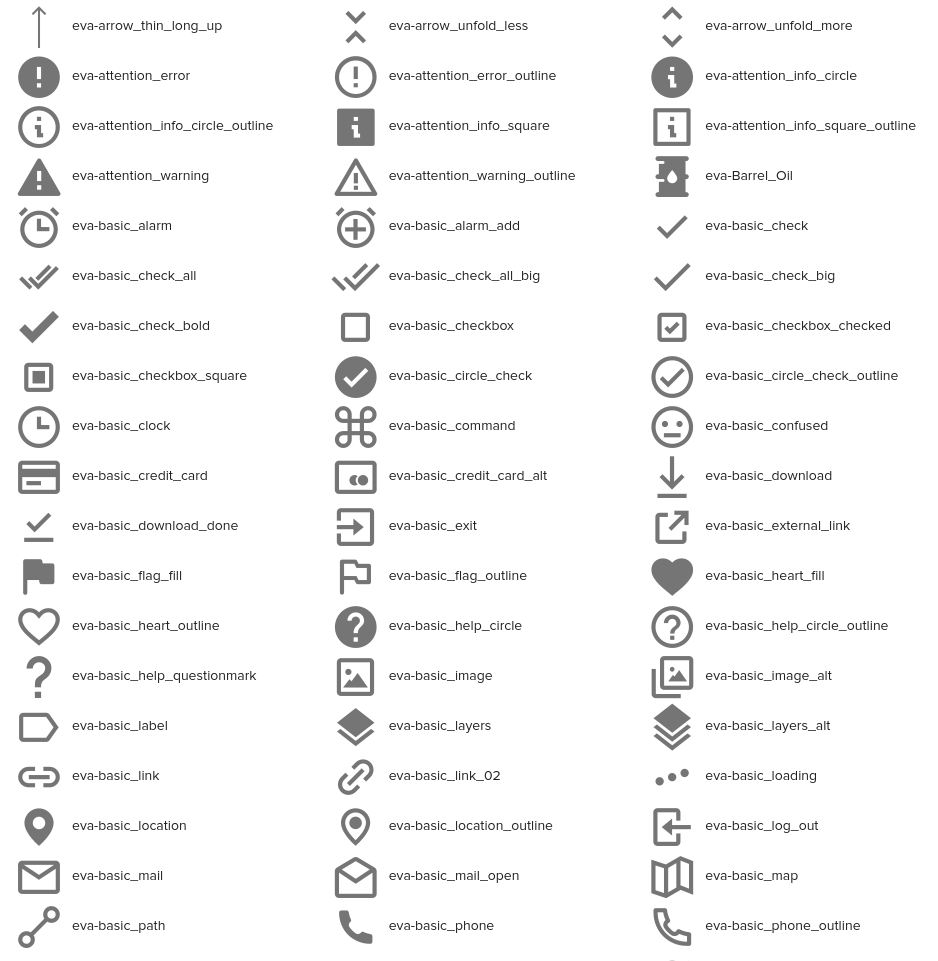 eva-arrow_thin_long_up
eva-arrow_unfold_less
eva-arrow_unfold_more
eva-attention_error
eva-attention_error_outline
eva-attention_info_circle
eva-attention_info_circle_outline
eva-attention_info_square
eva-attention_info_square_outline
eva-attention_warning
eva-attention_warning_outline
eva-Barrel_Oil
eva-basic_alarm
eva-basic_alarm_add
eva-basic_check
eva-basic_check_all
eva-basic_check_all_big
eva-basic_check_big
eva-basic_check_bold
eva-basic_checkbox
eva-basic_checkbox_checked
eva-basic_checkbox_square
eva-basic_circle_check
eva-basic_circle_check_outline
eva-basic_clock
eva-basic_command
eva-basic_confused
eva-basic_credit_card
eva-basic_credit_card_alt
eva-basic_download
eva-basic_download_done
eva-basic_exit
eva-basic_external_link
eva-basic_flag_fill
eva-basic_flag_outline
eva-basic_heart_fill
eva-basic_heart_outline
eva-basic_help_circle
eva-basic_help_circle_outline
eva-basic_help_questionmark
eva-basic_image
eva-basic_image_alt
eva-basic_label
eva-basic_layers
eva-basic_layers_alt
eva-basic_link
eva-basic_link_02
eva-basic_loading
eva-basic_location
eva-basic_location_outline
eva-basic_log_out
eva-basic_mail
eva-basic_mail_open
eva-basic_map
eva-basic_path
eva-basic_phone
eva-basic_phone_outline